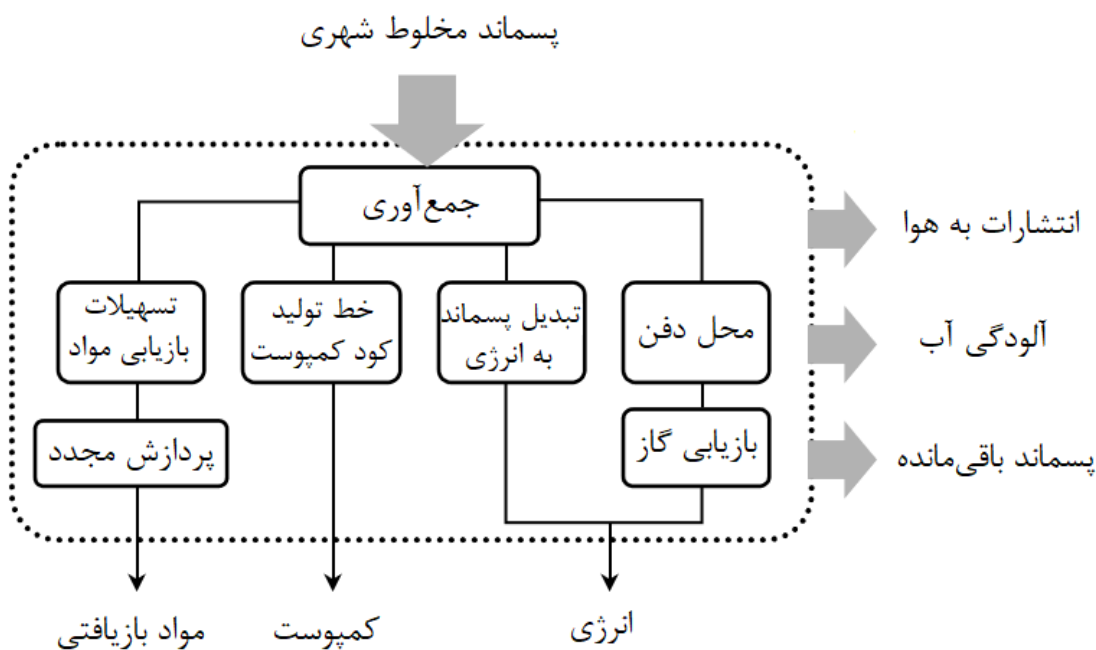 پسماند مخلوط شهری
جمع‌آوری
انتشارات به هوا
تسهیلات
بازیابی مواد
خط تولید
کود کمپوست
تبدیل پسماند
به انرژی
محل دفن
آلودگی آب
پردازش مجدد
بازیابی گاز
پسماند باقی‌مانده
مواد بازیافتی
کمپوست
انرژی